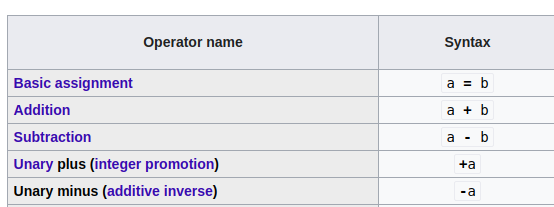 Operator name Syntax
Basic assignment a = b
Addition a + b
Subtraction a - b
Unary plus (integer promotion) +a
Unary minus (additive inverse) -a